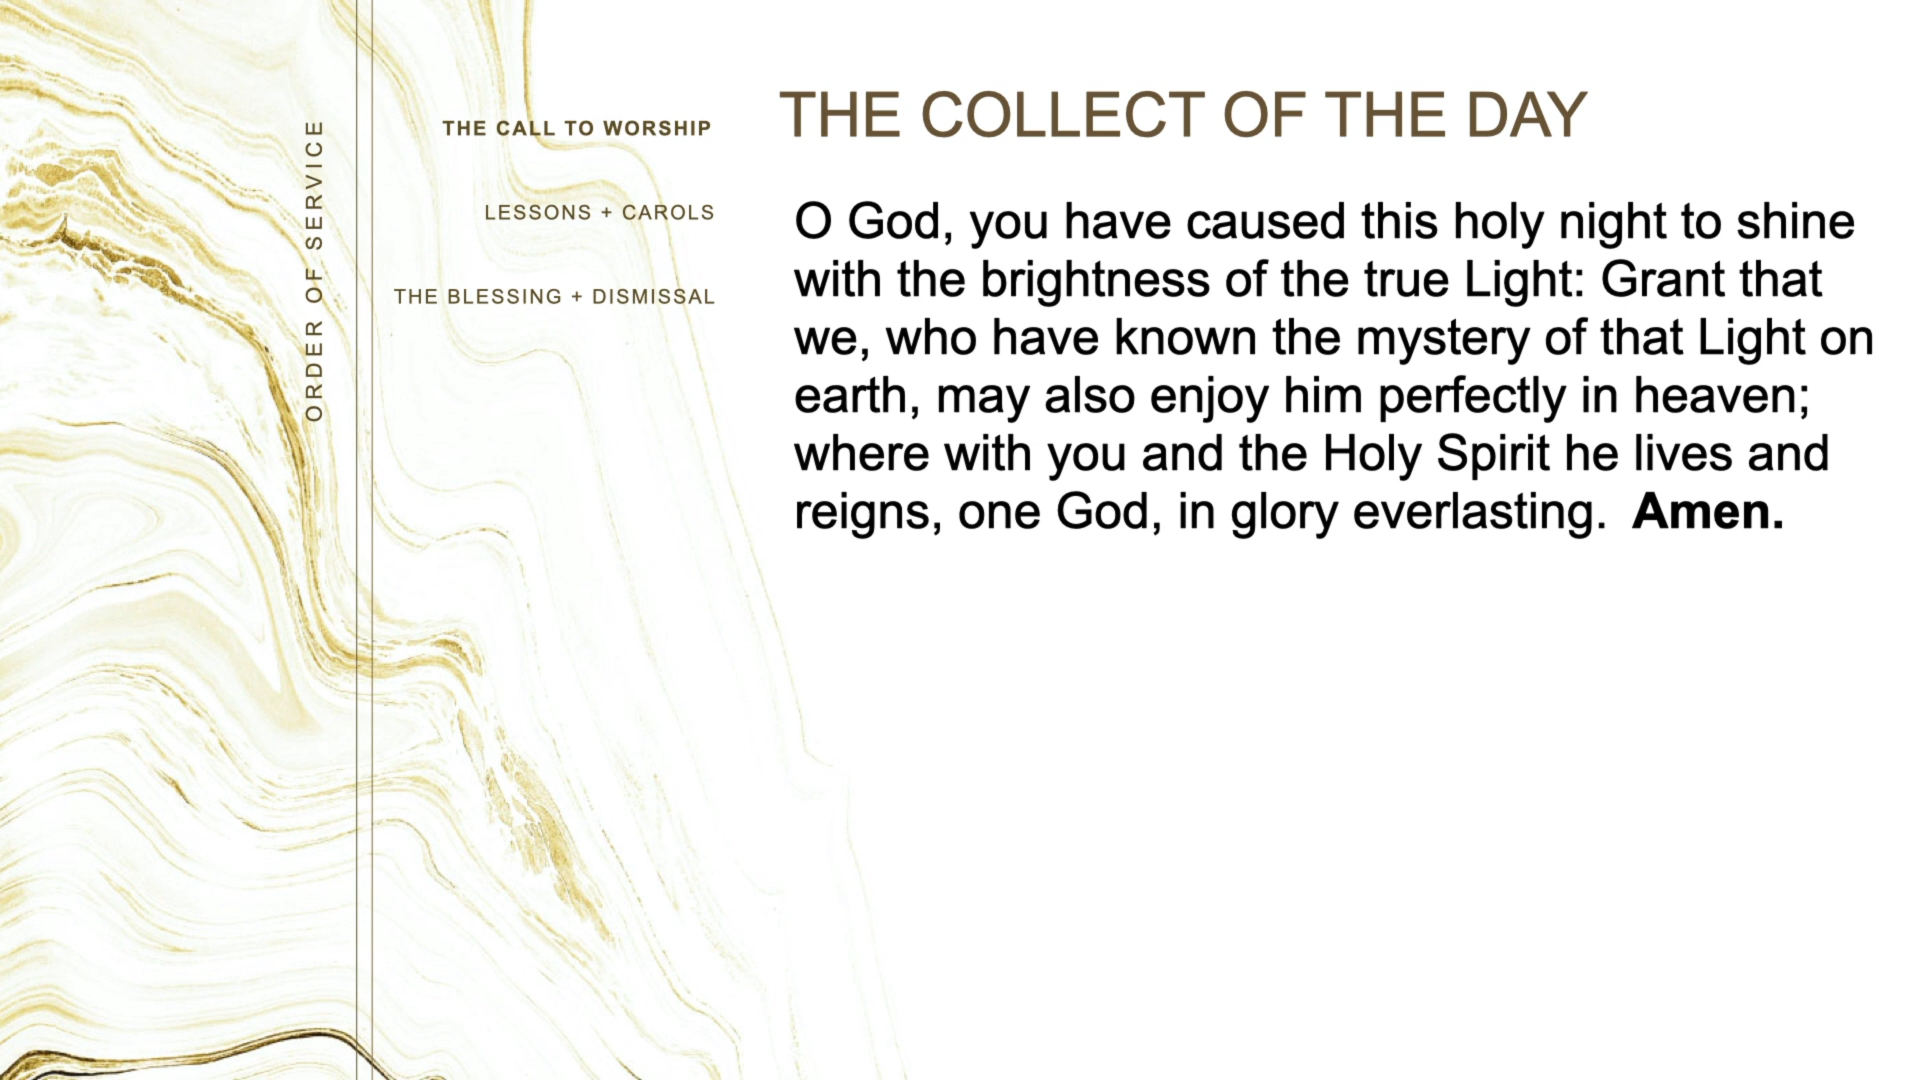 ORDER OF SERVICE
THE CALL TO WORSHIP
LESSONS + CAROLS
THE BLESSING + DISMISSAL
THE COLLECT OF THE DAY
O God, you have caused this holy night to shine
with the brightness of the true Light: Grant that
we, who have known the mystery of that Light on
earth, may also enjoy him perfectly in heaven;
where with you and the Holy Spirit he lives and
reigns, one God, in glory everlasting.  Amen.